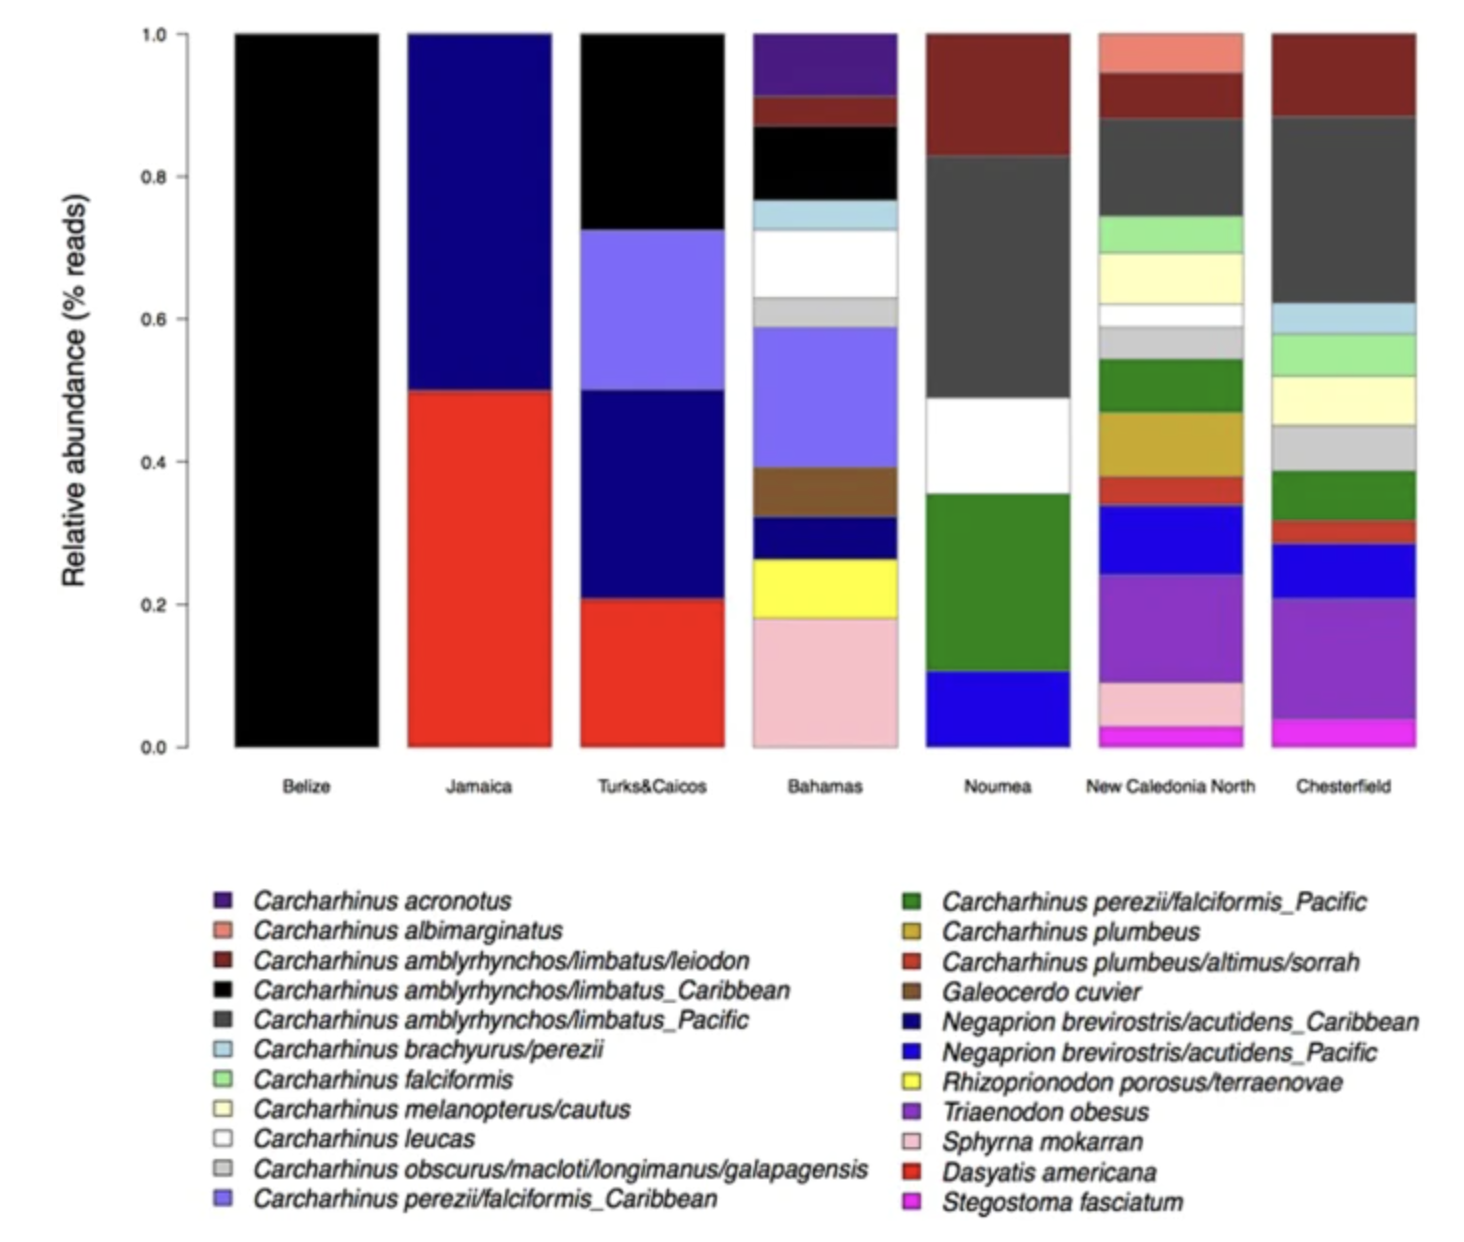 Relative abundance (% reads)
1.0
0.8
0.6
0.4
0.2
0.0
Belize
Jamaica
Turks&Caicos
Bahamas
Noumea
New Caledonia North
Chesterfield
Carcharhinus acronotus
Carcharhinus albimarginatus
Carcharhinus amblyrhynchos/limbatus/leiodon
Carcharhinus amblyrhynchos/limbatus_Caribbean
Carcharhinus amblyrhynchos/limbatus_Pacific
Carcharhinus brachyurus/perezii
Carcharhinus falciformis
Carcharhinus melanopterus/cautus
Carcharhinus leucas
Carcharhinus obscurus/macloti/longimanus/galapagensis
Carcharhinus perezii/falciformis_Caribbean
Carcharhinus perezii/falciformis_Pacific
Carcharhinus plumbeus
Carcharhinus plumbeus/altimus/sorrah
Galeocerdo cuvier
Negaprion brevirostris/acutidens_Caribbean
Negaprion brevirostris/acutidens_Pacific
Rhizoprionodon porosus/terraenovae
Triaenodon obesus
Sphyrna mokarran
Dasyatis americana
Stegostoma fasciatum